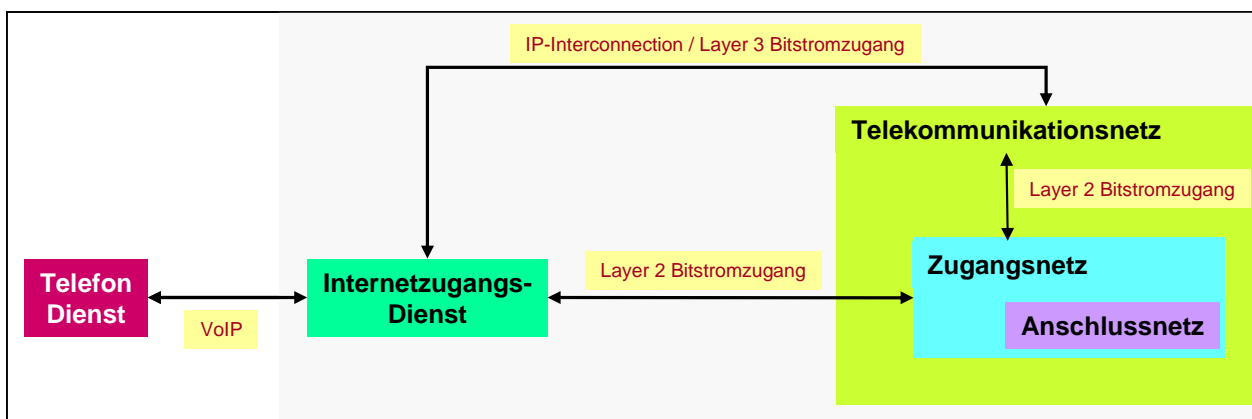 IP-Interconnection / Layer 3 Bitstromzugang
Telekommunikationsnetz
Layer 2 Bitstromzugang
Telefon
Dienst
VoIP
Internetzugangs-
Dienst
Layer 2 Bitstromzugang
Zugangsnetz
Anschlussnetz